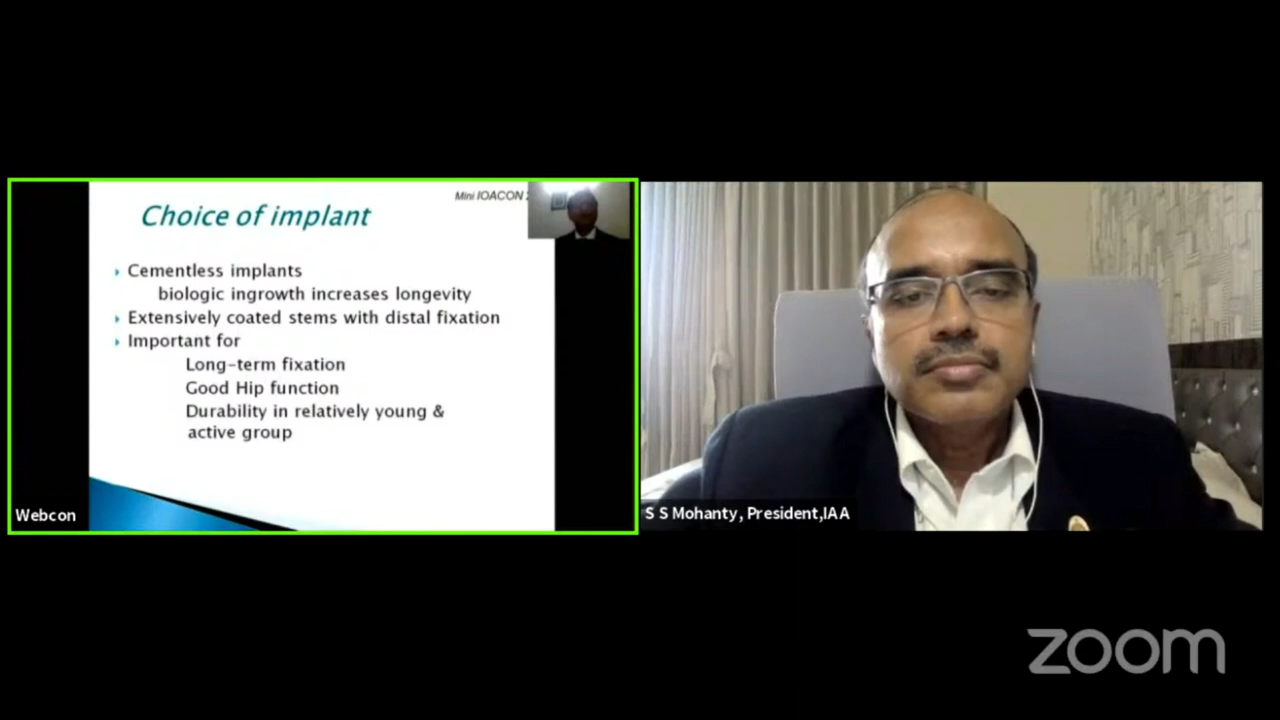 Mini IOACON
Choice of implant
Cementless implants
biologic ingrowth increases longevity
Extensively coated stems with distal fixation
Important for
Long-term fixation
Good Hip function
Durability in relatively young &
active group
Webcon
S S Mohanty, President,IAA
zoom